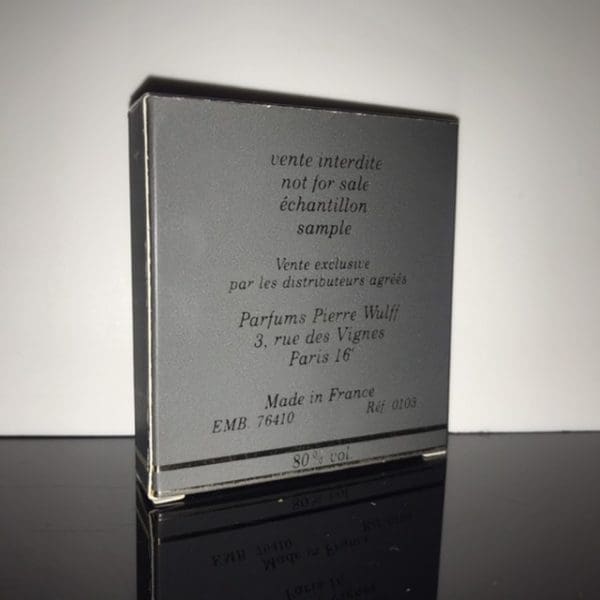 vente interdite
not for sale
échantillon
sample
Vente exclusive
par les distributeurs agréés
Parfums Pierre Wulff
3, rue des Vignes
Paris 16ᵉ
Made in France
EMB. 76410 Réf. 0103
80% vol.